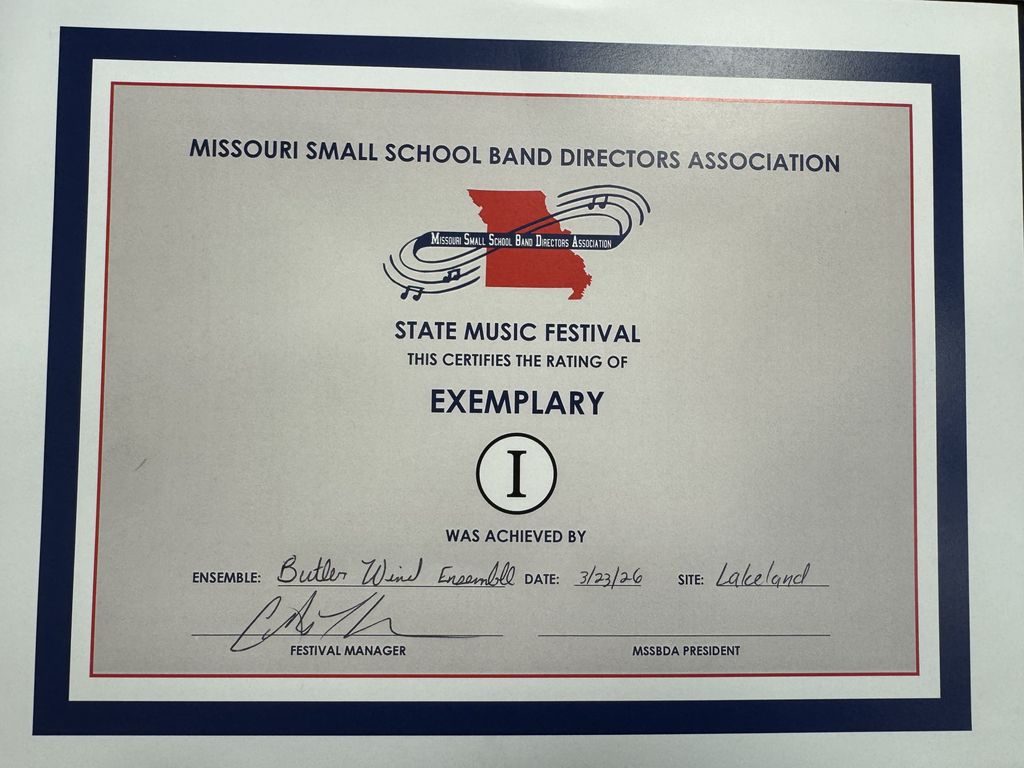 MISSOURI SMALL SCHOOL BAND DIRECTORS ASSOCIATION
MISSOURI SMALL SCHOOL BAND DIRECTORS ASSOCIATION
STATE MUSIC FESTIVAL
THIS CERTIFIES THE RATING OF
EXEMPLARY
I
WAS ACHIEVED BY
ENSEMBLE: Butler Wind Ensemble DATE: 3/23/26 SITE: Lakeland
FESTIVAL MANAGER MSSBDA PRESIDENT